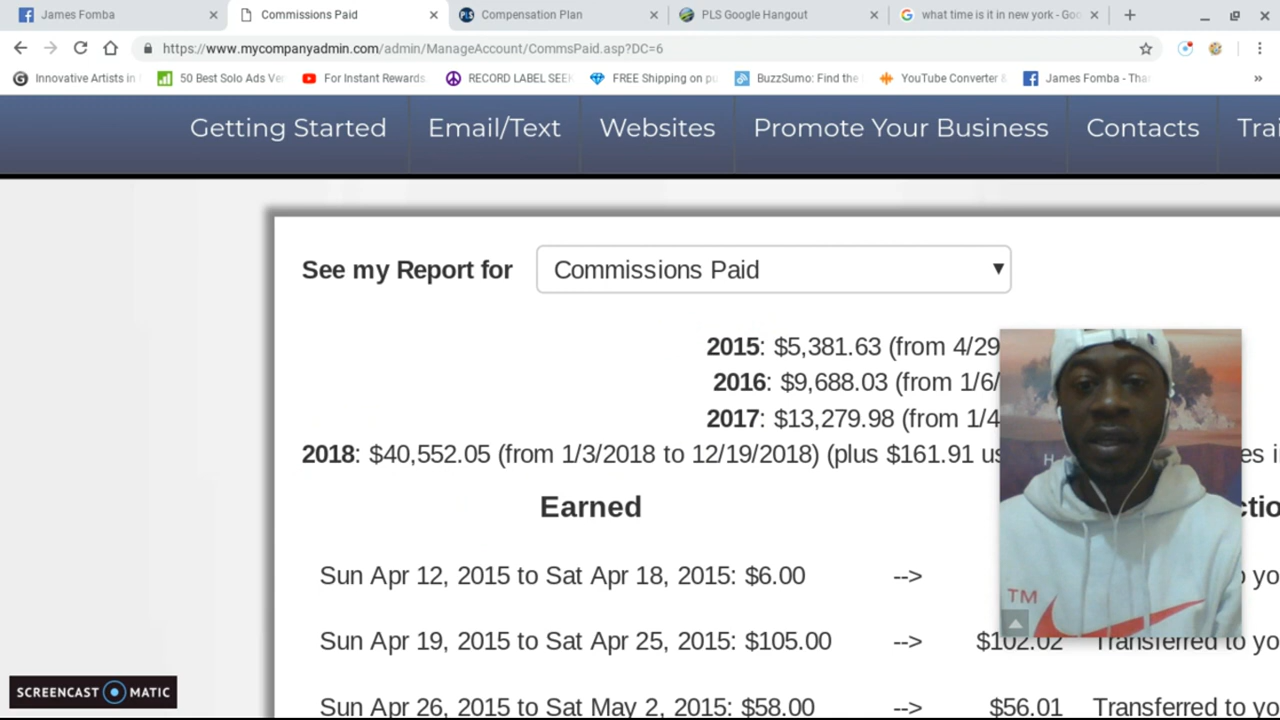 James Fomba
Commissions Paid
Compensation Plan
PLS Google Hangout
what time is it in new york - Goo
https://www.mycompanyadmin.com/admin/ManageAccount/CommsPaid.asp?DC=6
Innovative Artists in
50 Best Solo Ads Ver
For Instant Rewards
RECORD LABEL SEEK
FREE Shipping on pu
BuzzSumo: Find the
YouTube Converter &
James Fomba - Tha
Getting Started
Email/Text
Websites
Promote Your Business
Contacts
Trai
See my Report for
Commissions Paid
2015: $5,381.63 (from 4/29
2016: $9,688.03 (from 1/6/
2017: $13,279.98 (from 1/4
2018: $40,552.05 (from 1/3/2018 to 12/19/2018) (plus $161.91 us
es i
Earned
ctio
Sun Apr 12, 2015 to Sat Apr 18, 2015: $6.00 -->
o yo
Sun Apr 19, 2015 to Sat Apr 25, 2015: $105.00 --> $102.02 Transferred to yo
Sun Apr 26, 2015 to Sat May 2, 2015: $58.00 --> $56.01 Transferred to yo
TM
SCREENCAST MATIC